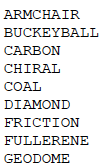 ARMCHAIR
BUCKEYBALL
CARBON
CHIRAL
COAL
DIAMOND
FRICTION
FULLERENE
GEODOME